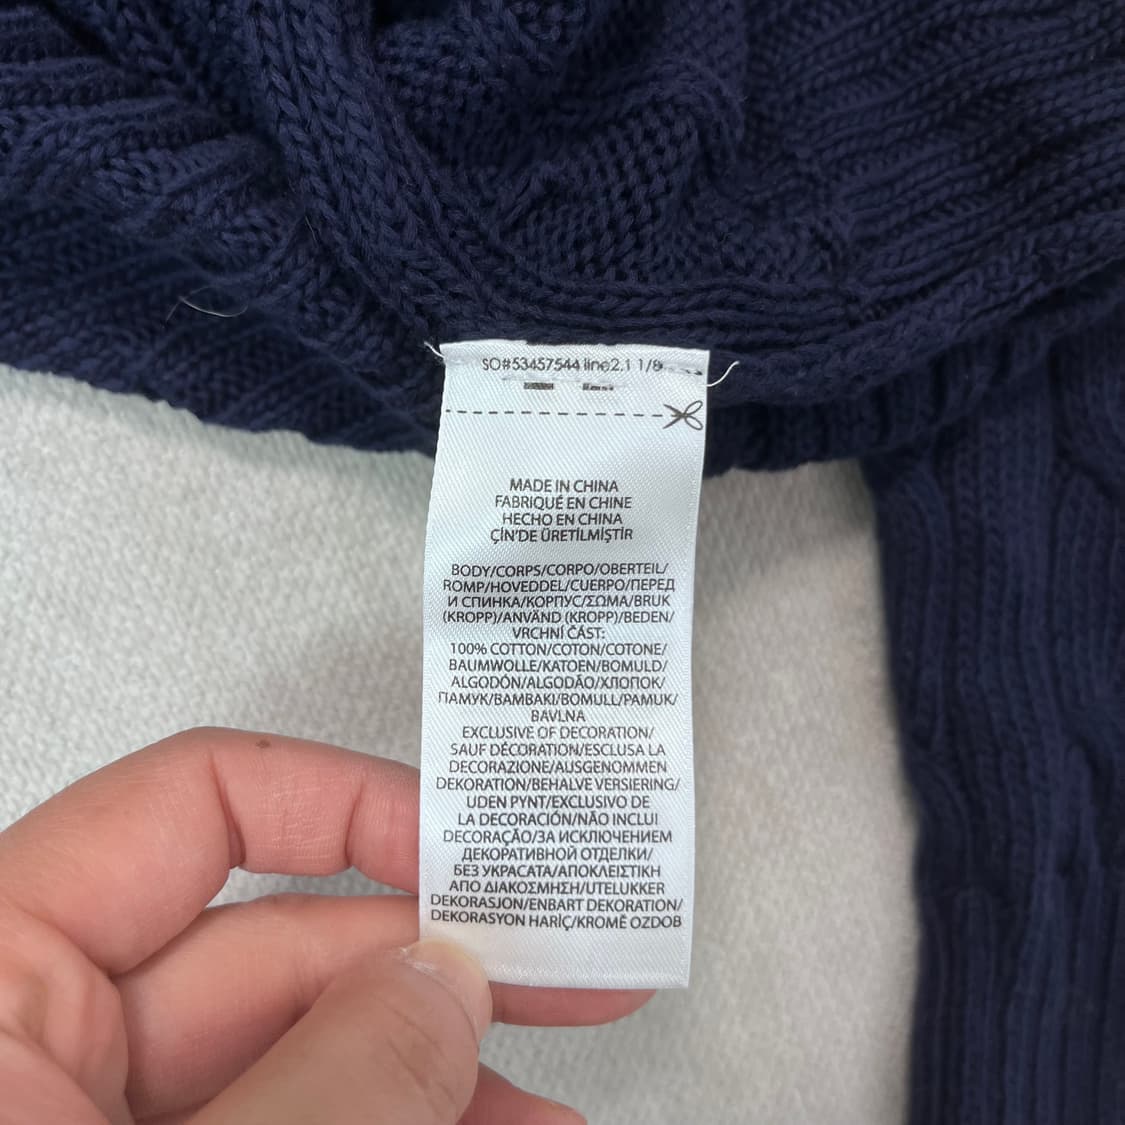 SO#53457544 line2.1 1/8
MADE IN CHINA
FABRIQUÉ EN CHINE
HECHO EN CHINA
ÇİN'DE ÜRETİLMİŞTİR
BODY/CORPS/CORPO/OBERTEIL/
ROMP/HOVEDDEL/CUERPO/ПЕРЕД
И СПИНКА/КОРПУС/ΣΩΜΑ/BRUK
(KROPP)/ANVÄND (KROPP)/BEDEN/
VRCHNÍ ČÁST:
100% COTTON/COTON/COTONE/
BAUMWOLLE/KATOEN/BOMULD/
ALGODÓN/ALGODÃO/ХЛОПОК/
ПАМУК/ΒΑΜΒΑΚΙ/BOMULL/PAMUK/
BAVLNA
EXCLUSIVE OF DECORATION/
SAUF DÉCORATION/ESCLUSA LA
DECORAZIONE/AUSGENOMMEN
DEKORATION/BEHALVE VERSIERING/
UDEN PYNT/EXCLUSIVO DE
LA DECORACIÓN/NÃO INCLUI
DECORAÇÃO/ЗА ИСКЛЮЧЕНИЕМ
ДЕКОРАТИВНОЙ ОТДЕЛКИ/
БЕЗ УКРАСАТА/ΑΠΟΚΛΕΙΣΤΙΚΗ
ΑΠΟ ΔΙΑΚΟΣΜΗΣΗ/UTELUKKER
DEKORASJON/ENBART DEKORATION/
DEKORASYON HARİÇ/KROMĚ OZDOB